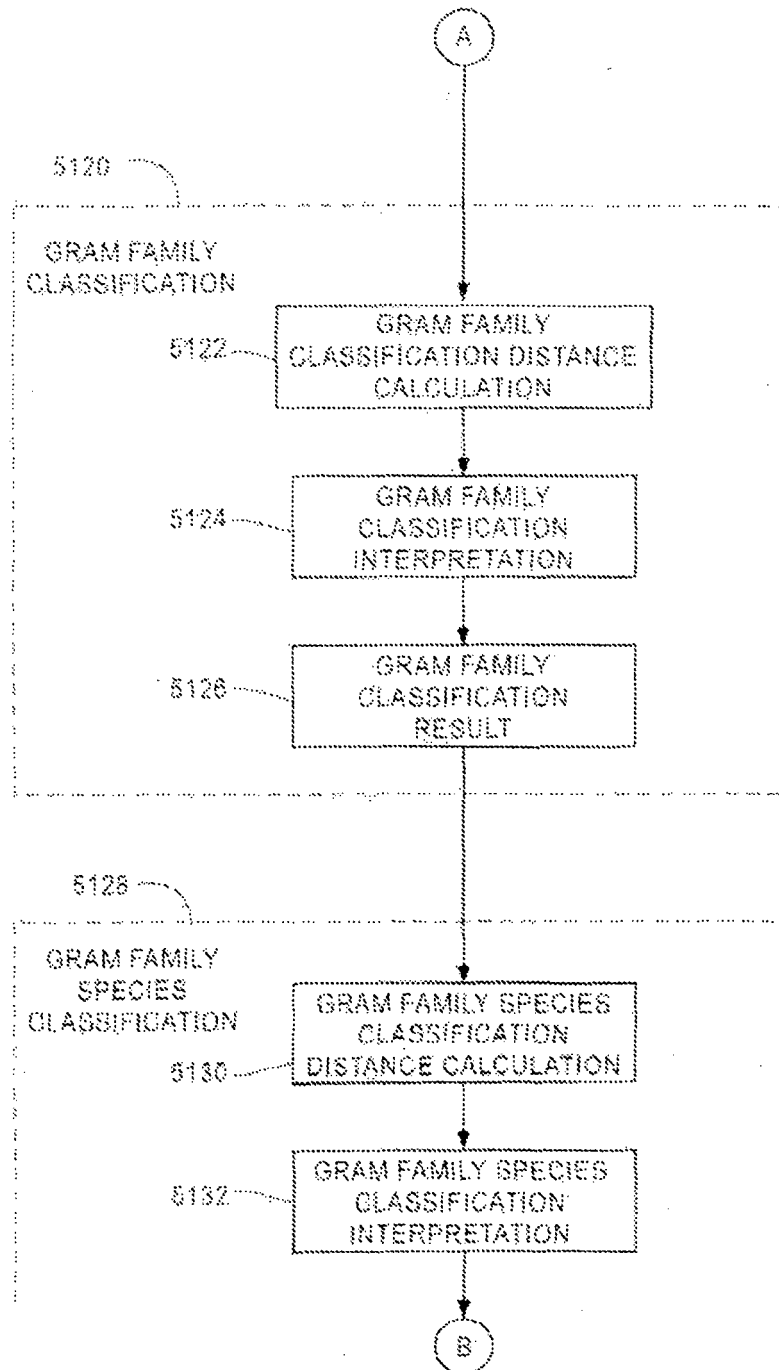 A
5120
GRAM FAMILY
CLASSIFICATION
5122
GRAM FAMILY
CLASSIFICATION DISTANCE
CALCULATION
5124
GRAM FAMILY
CLASSIFICATION
INTERPRETATION
5126
GRAM FAMILY
CLASSIFICATION
RESULT
5128
GRAM FAMILY
SPECIES
CLASSIFICATION
GRAM FAMILY SPECIES
CLASSIFICATION
DISTANCE CALCULATION
5130
GRAM FAMILY SPECIES
CLASSIFICATION
INTERPRETATION
5132
B